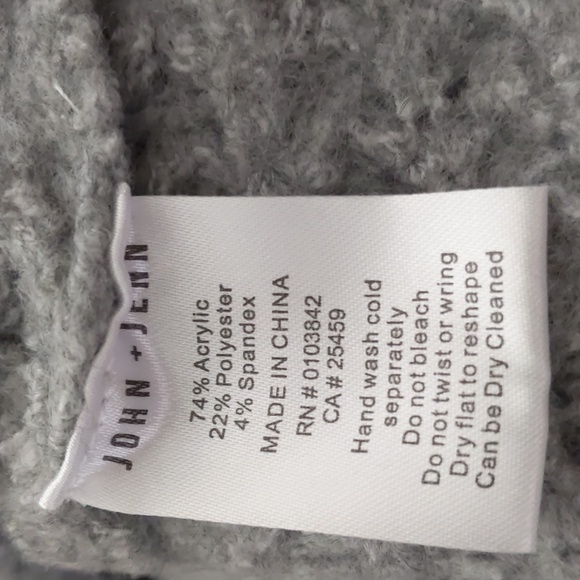 JOHN + JENN
74% Acrylic
22% Polyester
4% Spandex
MADE IN CHINA
RN# 0103842
CA# 25459
Hand wash cold
separately
Do not bleach
Do not twist or wring
Dry flat to reshape
Can be Dry Cleaned